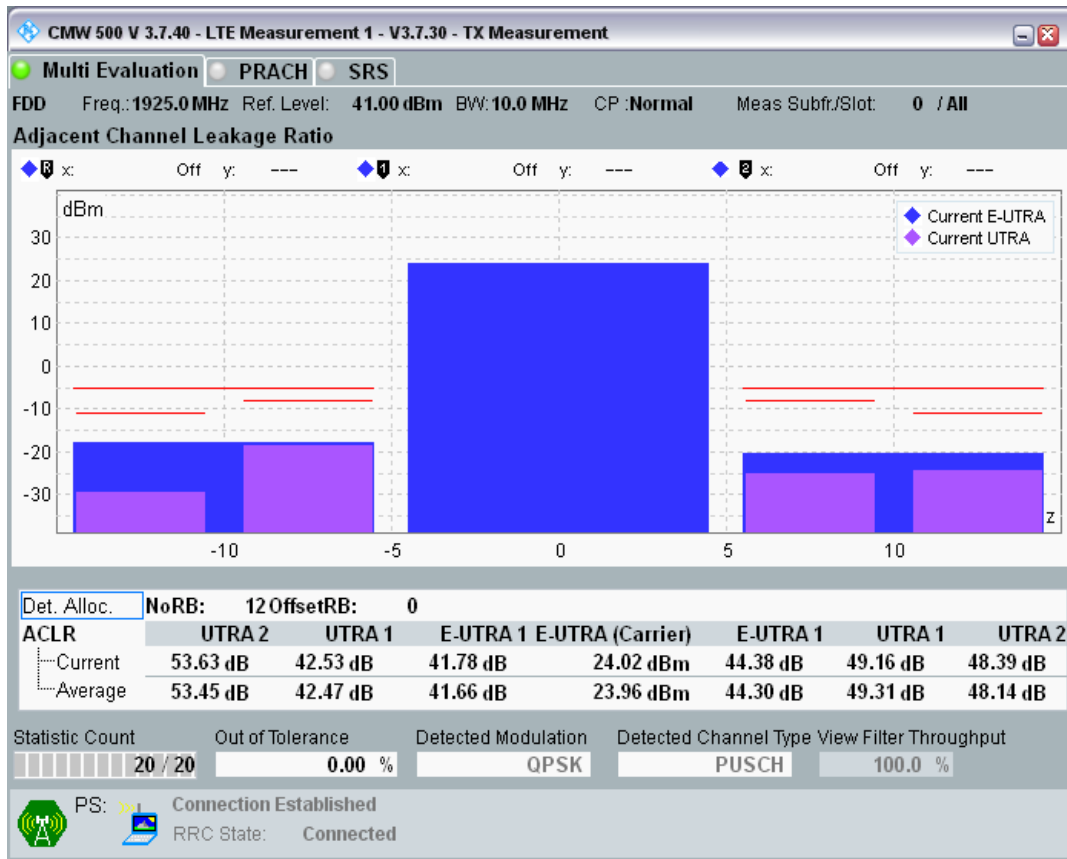 CMW 500 V 3.7.40 - LTE Measurement 1 - V3.7.30 - TX Measurement
Multi Evaluation PRACH SRS
FDD Freq.: 1925.0 MHz Ref. Level: 41.00 dBm BW: 10.0 MHz CP :Normal Meas Subfr./Slot: 0 / All
Adjacent Channel Leakage Ratio
R x: Off y: --- 1 x: Off y: --- 2 x: Off y: ---
dBm
Current E-UTRA
Current UTRA
30
20
10
0
-10
-20
-30
z
-10 -5 0 5 10
Det. Alloc. NoRB: 12 OffsetRB: 0
ACLR UTRA 2 UTRA 1 E-UTRA 1 E-UTRA (Carrier) E-UTRA 1 UTRA 1 UTRA 2
Current 53.63 dB 42.53 dB 41.78 dB 24.02 dBm 44.38 dB 49.16 dB 48.39 dB
Average 53.45 dB 42.47 dB 41.66 dB 23.96 dBm 44.30 dB 49.31 dB 48.14 dB
Statistic Count Out of Tolerance Detected Modulation Detected Channel Type View Filter Throughput
20 / 20 0.00 % QPSK PUSCH 100.0 %
PS: Connection Established
RRC State: Connected